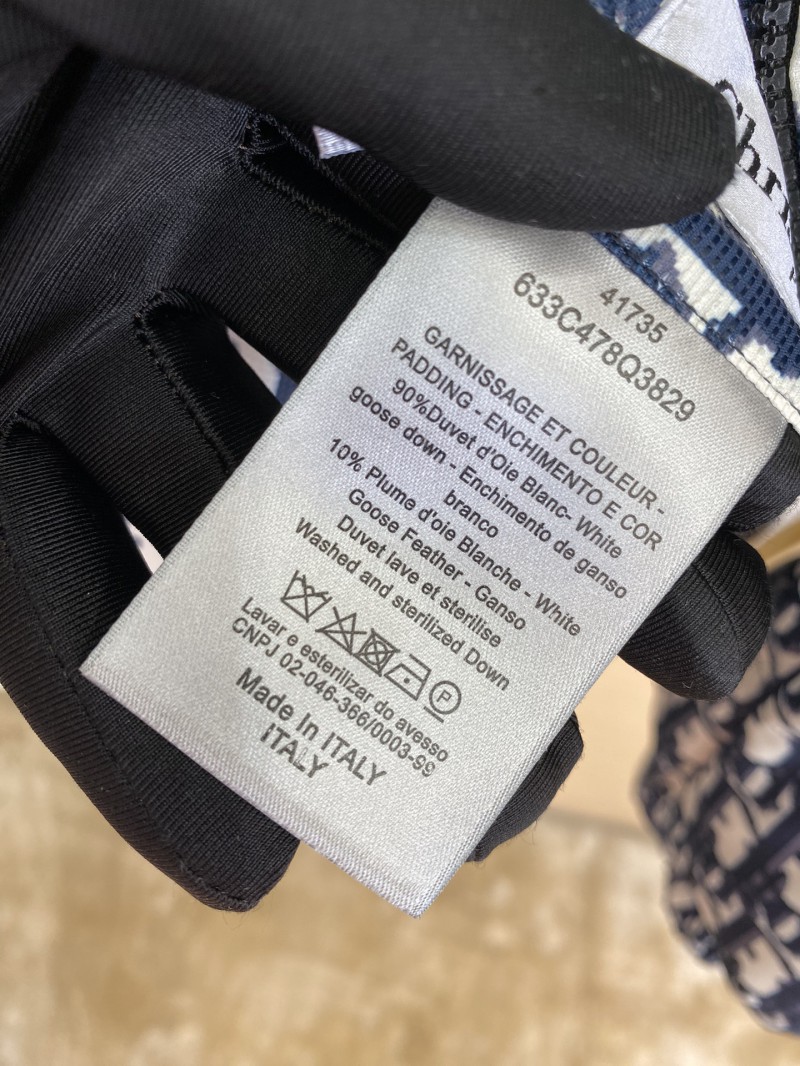 Chri
41735
633C478Q3829
GARNISSAGE ET COULEUR -
PADDING - ENCHIMENTO E COR
90%Duvet d'Oie Blanc- White
goose down - Enchimento de ganso
branco
10% Plume d'oie Blanche - White
Goose Feather - Ganso
Duvet lave et sterilise
Washed and sterilized Down
P
Lavar e esterilizar do avesso
CNPJ 02-046-366/0003-99
Made In ITALY
ITALY